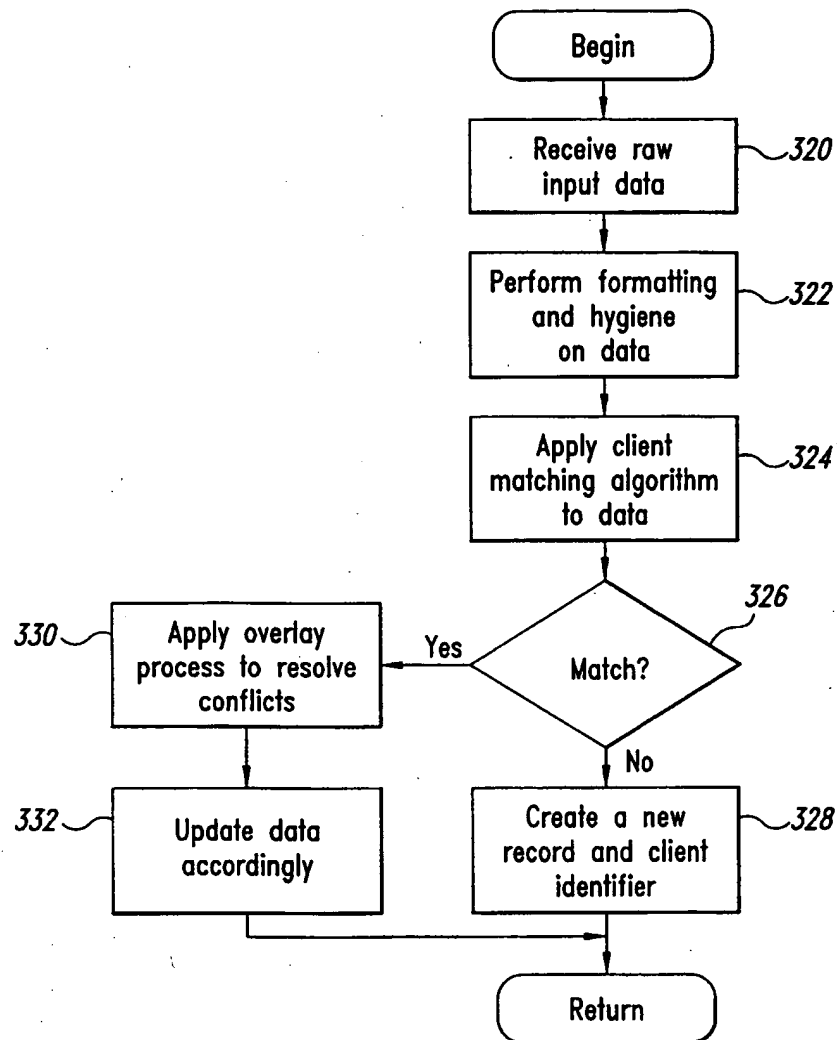 Begin
Receive raw
input data
320
Perform formatting
and hygiene
on data
322
Apply client
matching algorithm
to data
324
326
Match?
Yes
No
330
Apply overlay
process to resolve
conflicts
332
Update data
accordingly
Create a new
record and client
identifier
328
Return